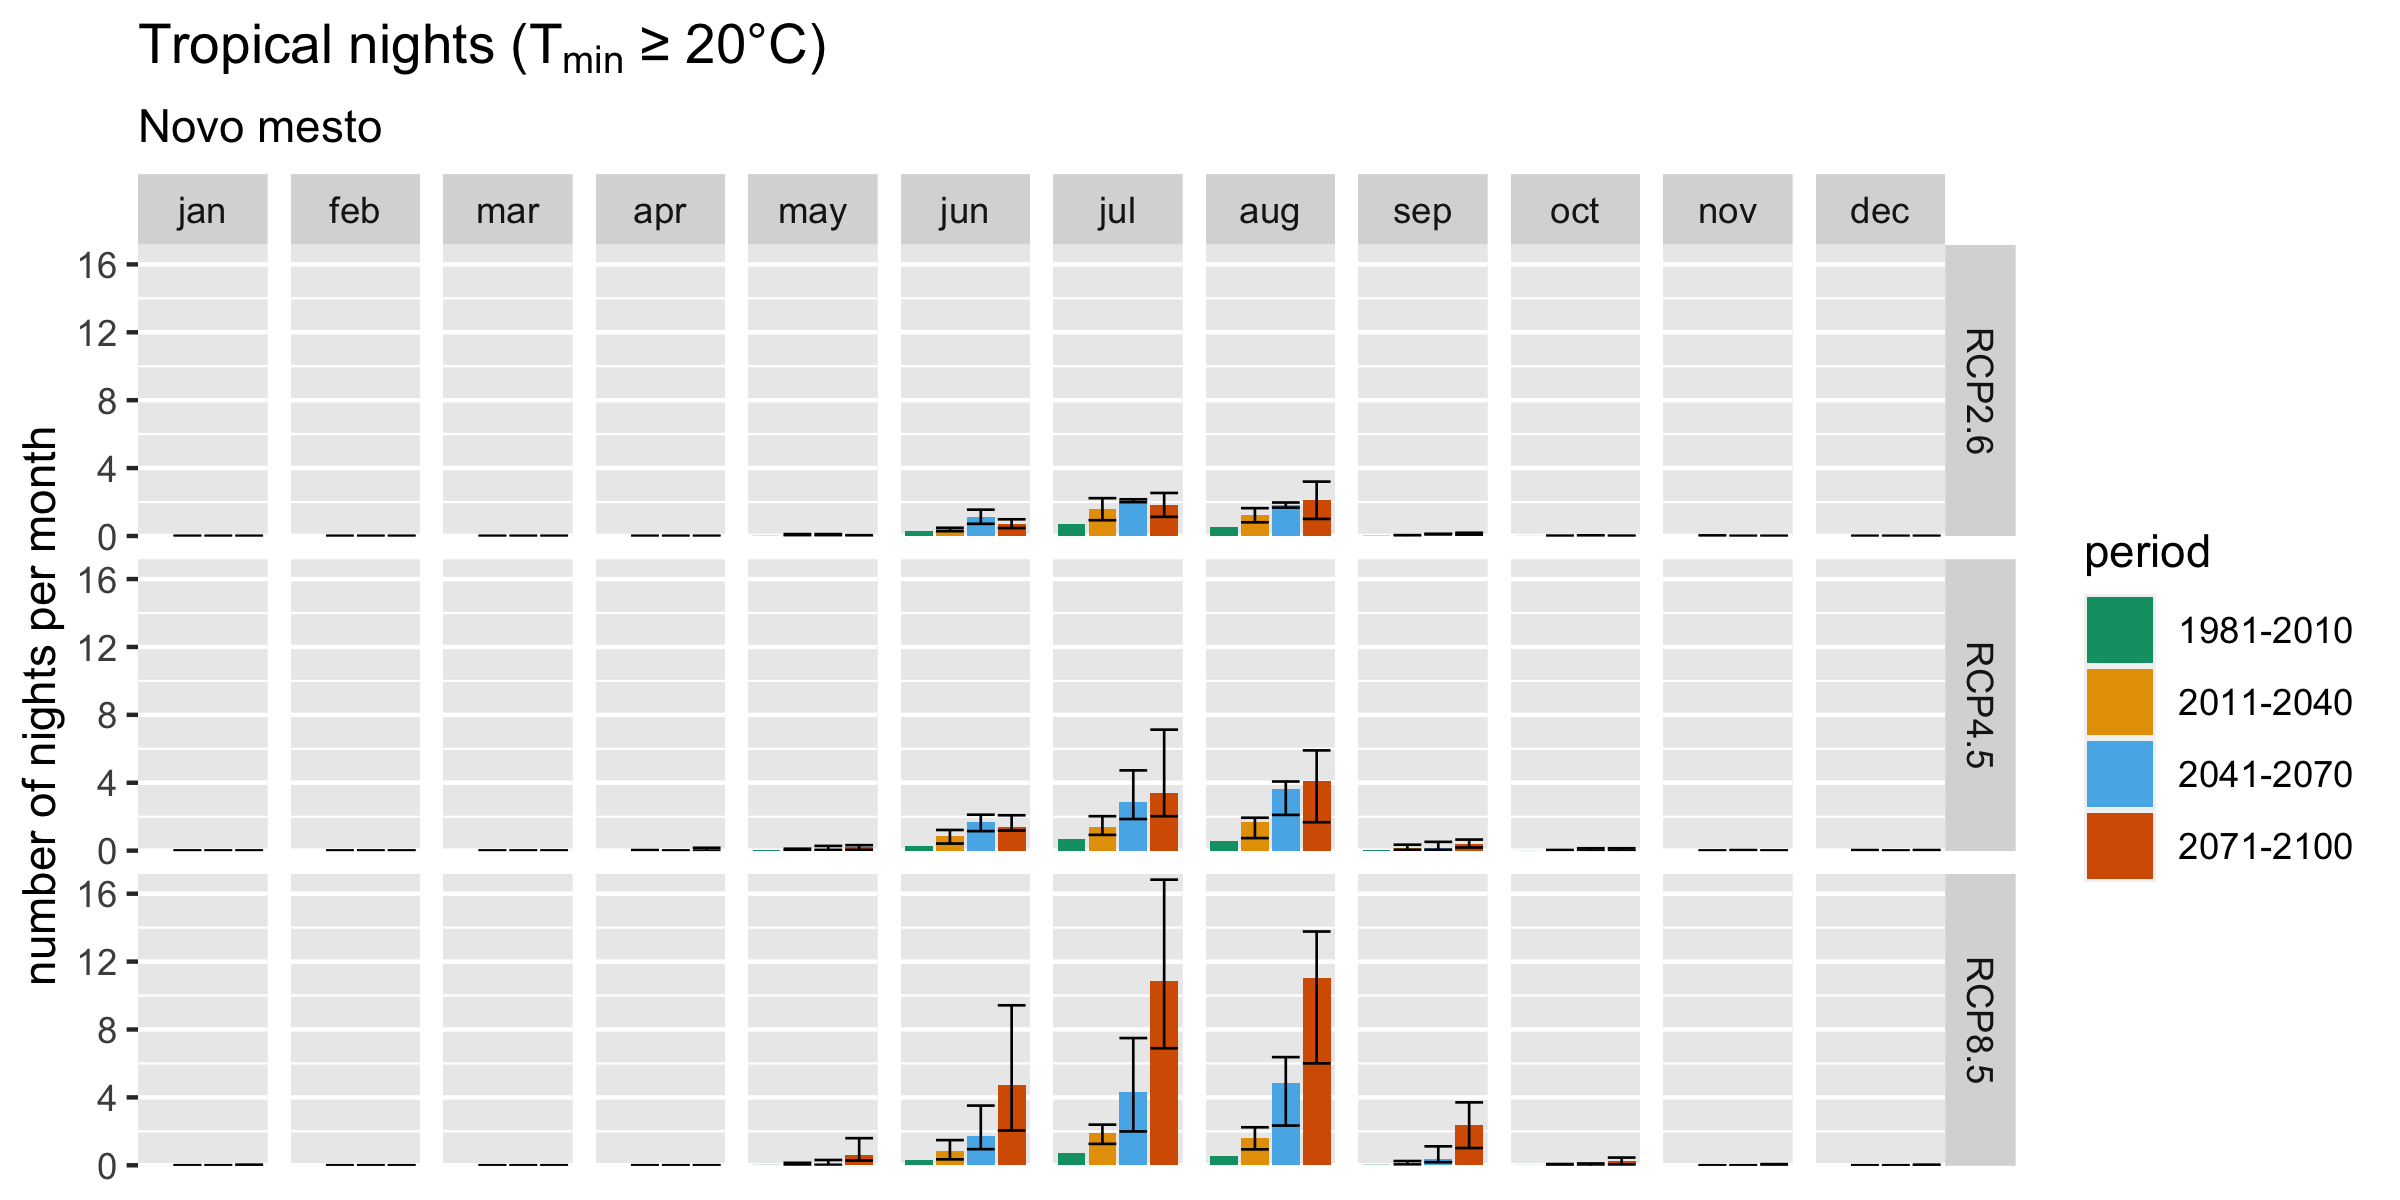 Tropical nights (Tmin ≥ 20°C)
Novo mesto
jan feb mar apr may jun jul aug sep oct nov dec
number of nights per month
16
12
8
4
0
RCP2.6
16
12
8
4
0
RCP4.5
16
12
8
4
0
RCP8.5
period
1981-2010
2011-2040
2041-2070
2071-2100